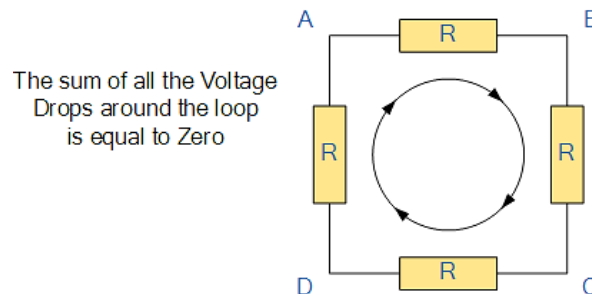 A
B
R
The sum of all the Voltage
Drops around the loop
is equal to Zero
R
R
R
D
C